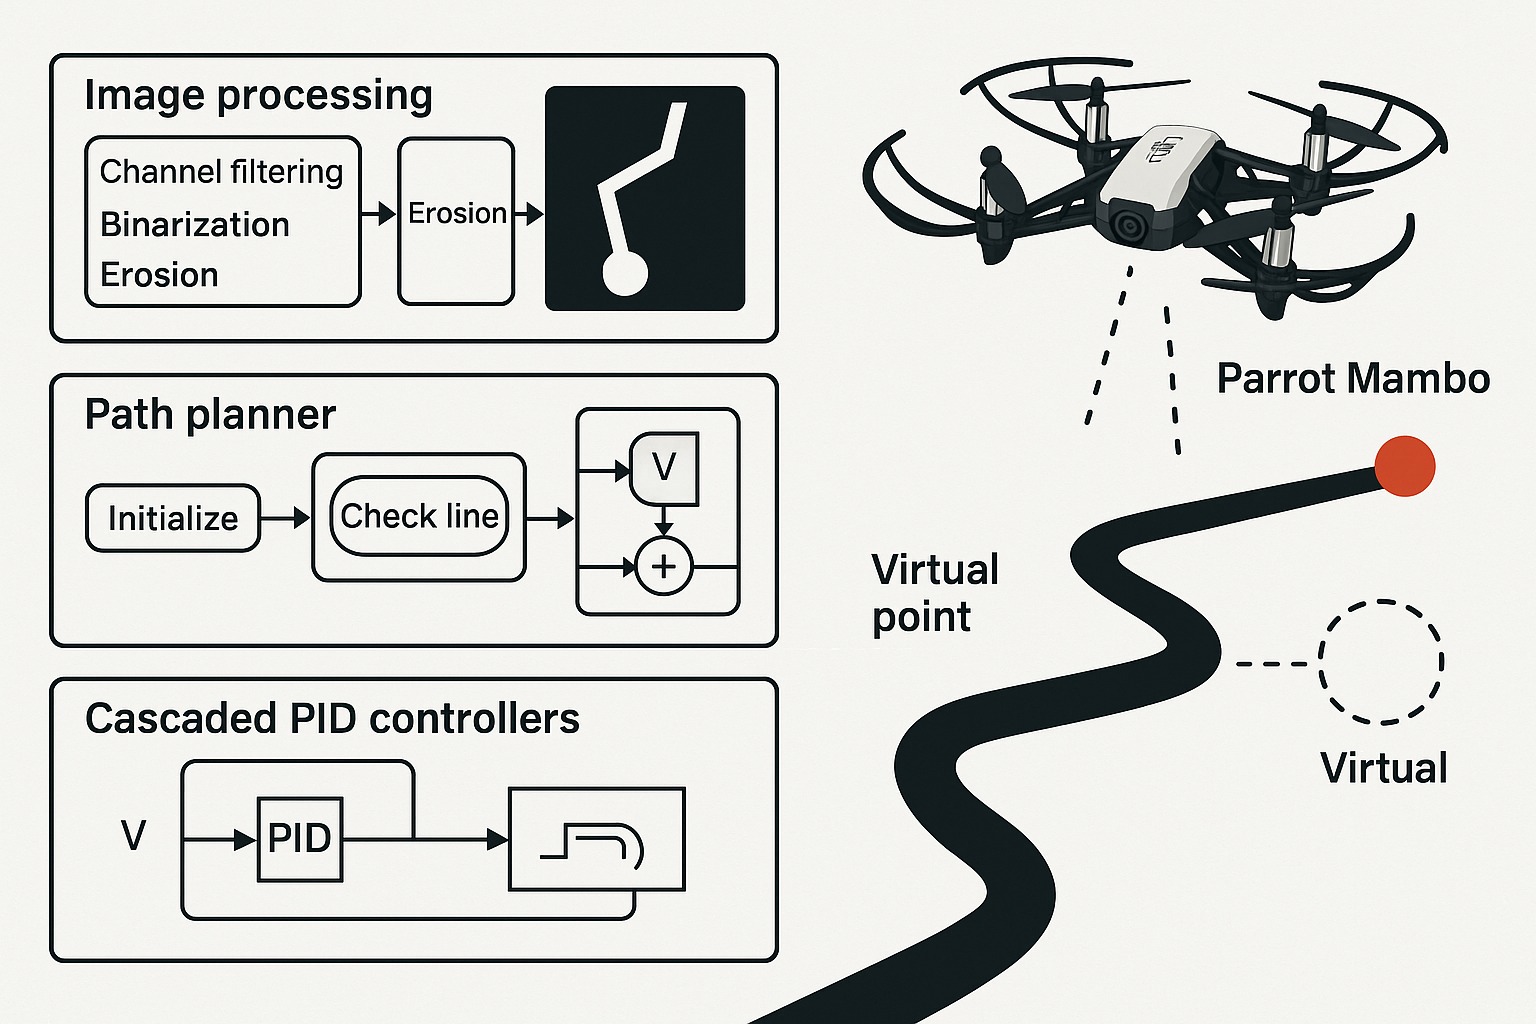 Image processing
Channel filtering
Binarization
Erosion
Erosion
Path planner
Initialize
Check line
V
+
Cascaded PID controllers
V
PID
Parrot Mambo
Virtual
point
Virtual